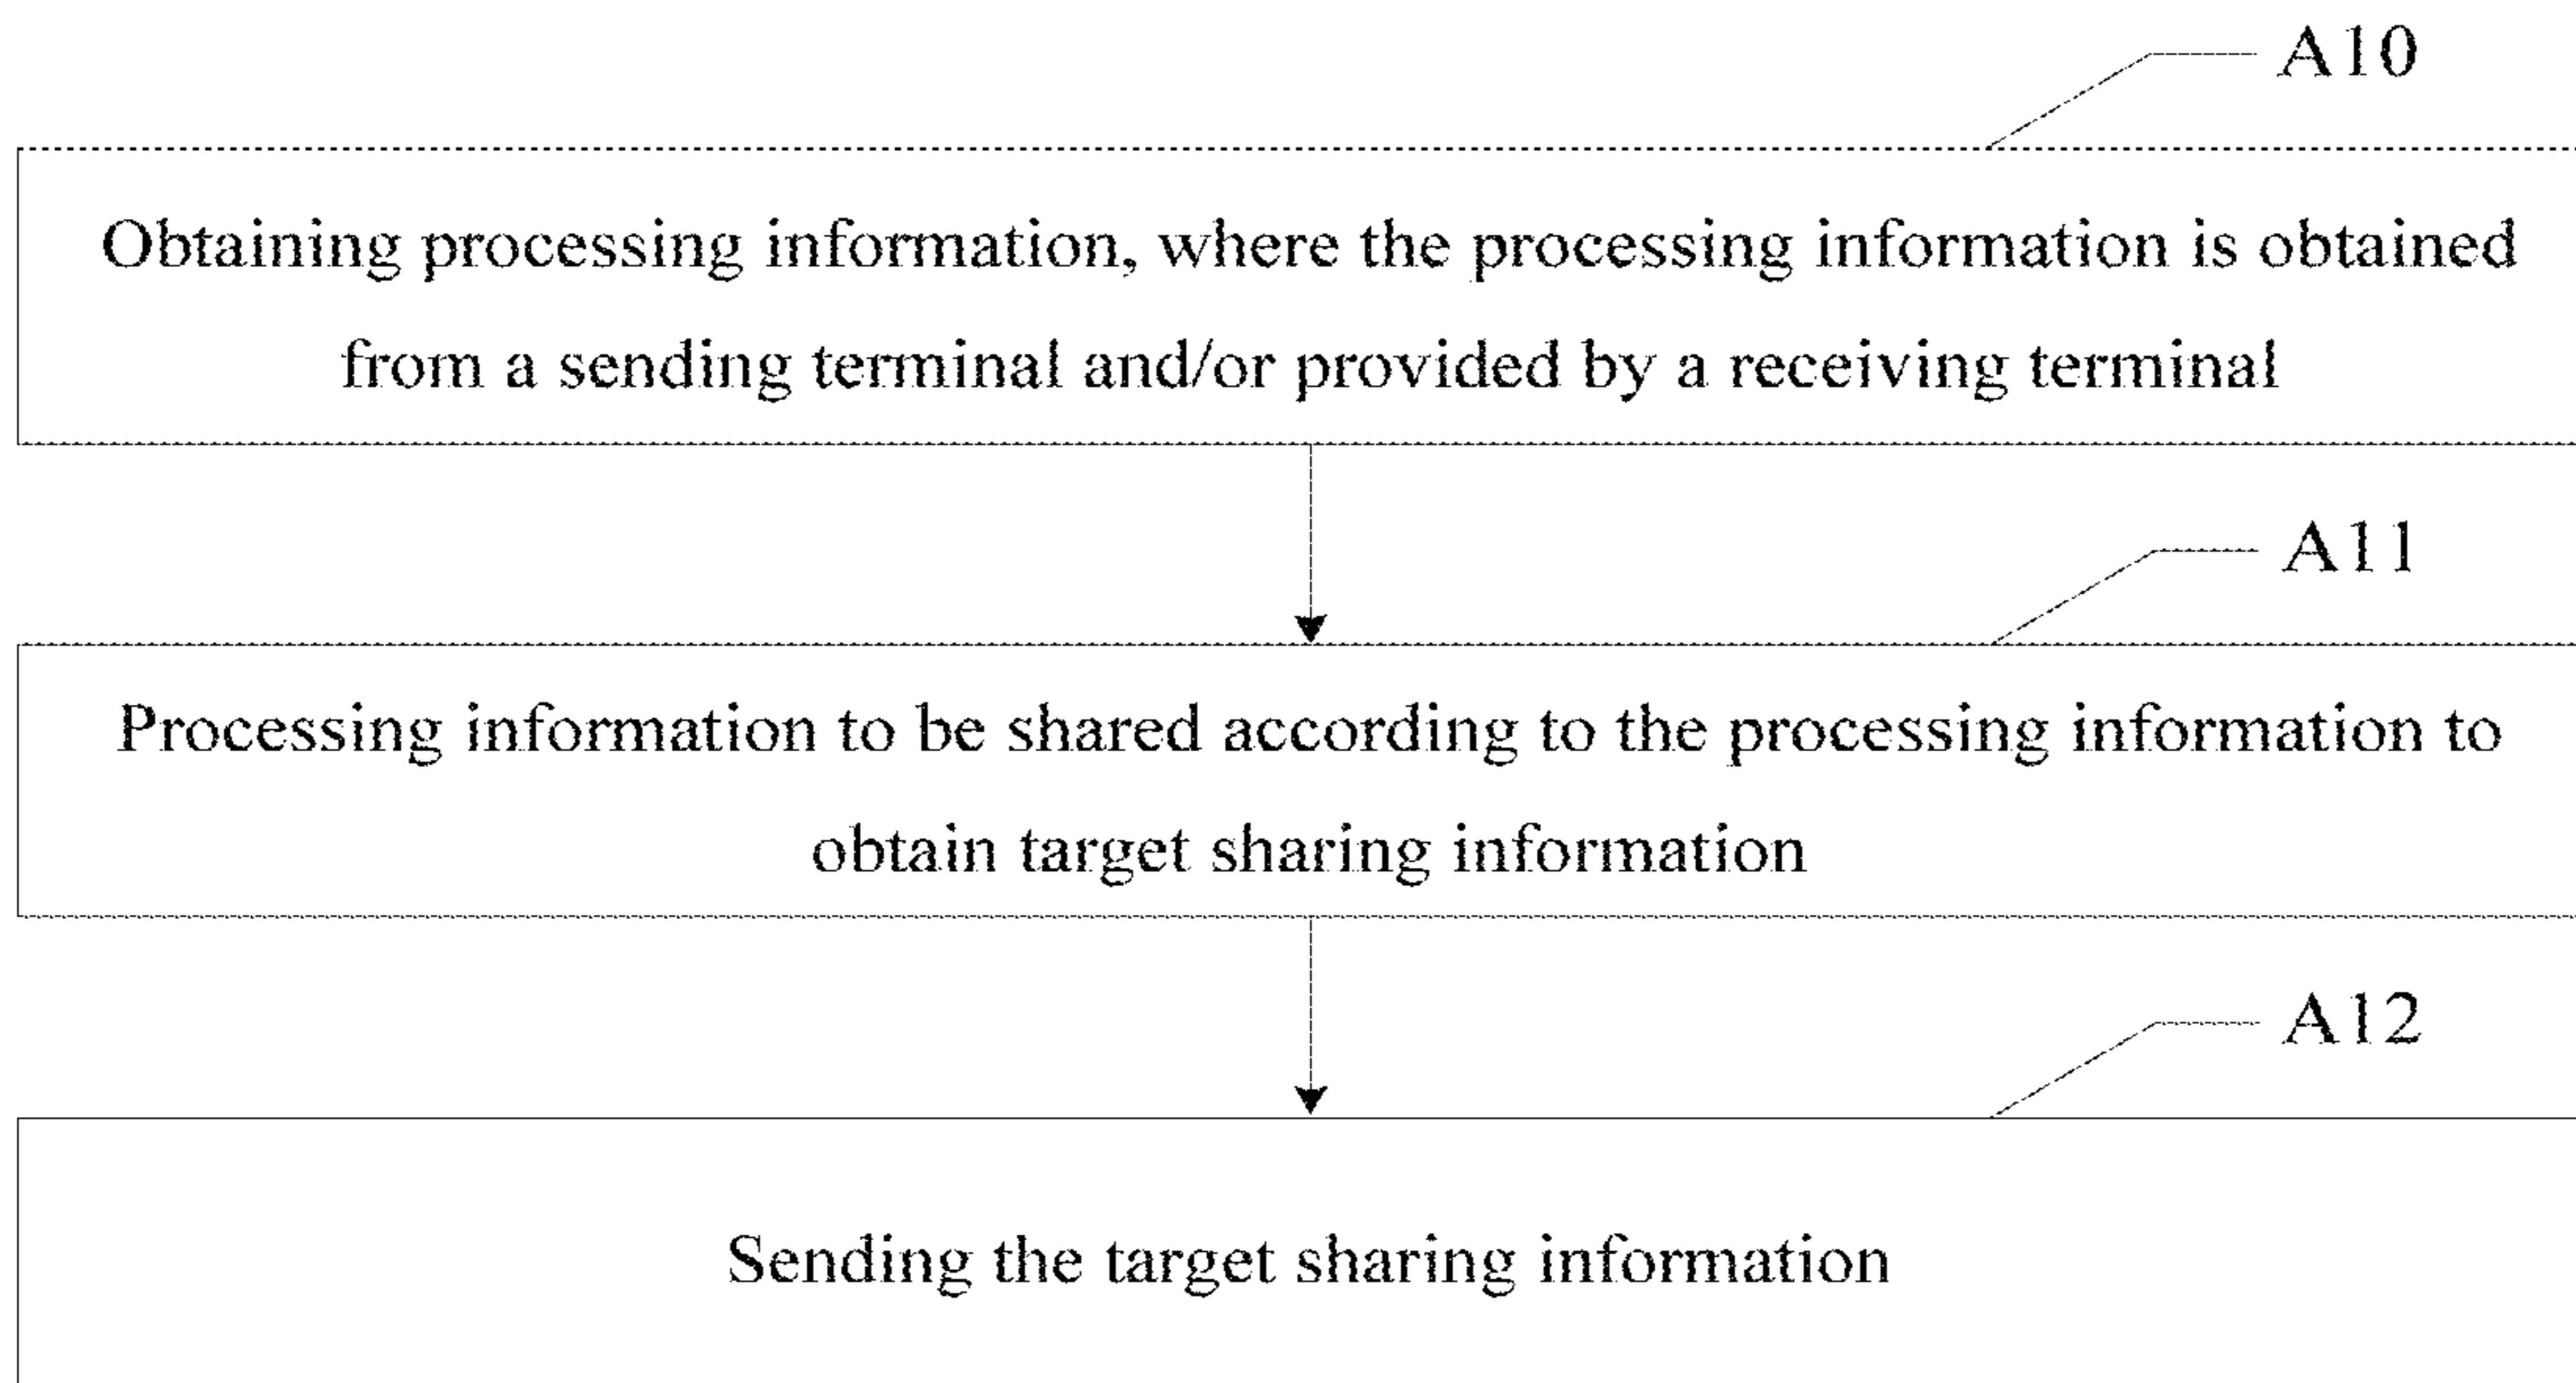 A10
Obtaining processing information, where the processing information is obtained
from a sending terminal and/or provided by a receiving terminal
A11
Processing information to be shared according to the processing information to
obtain target sharing information
A12
Sending the target sharing information